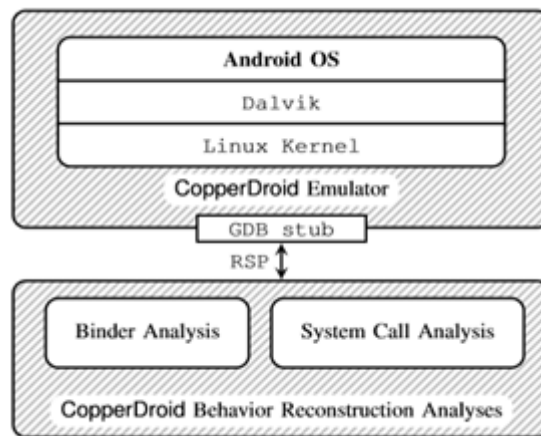 Android OS
Dalvik
Linux Kernel
CopperDroid Emulator
GDB stub
RSP
Binder Analysis
System Call Analysis
CopperDroid Behavior Reconstruction Analyses